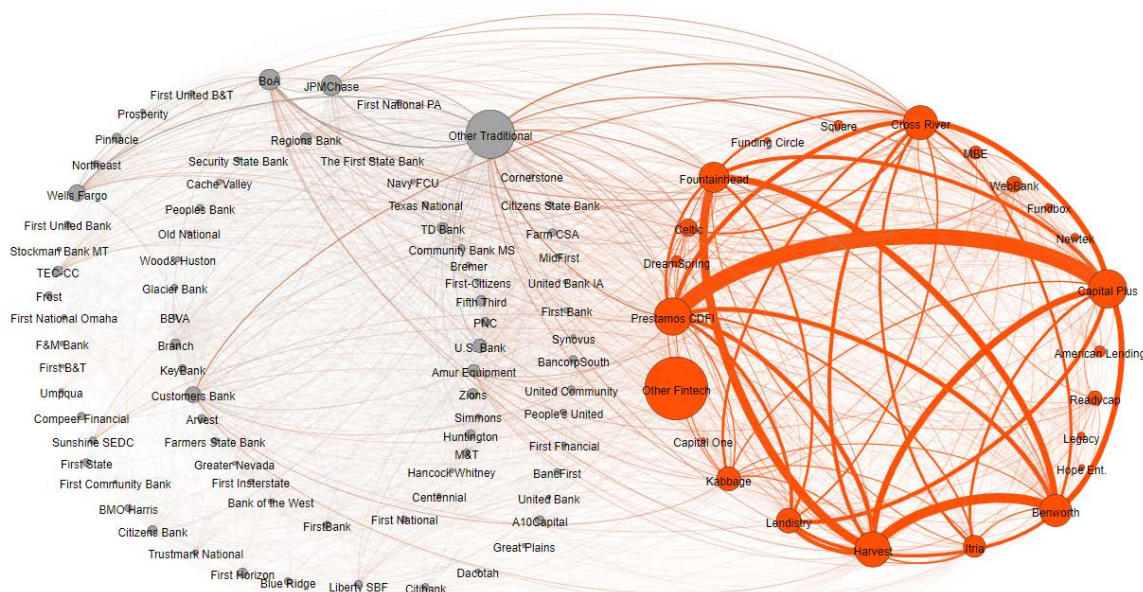 BoA
JPMChase
First United B&T
First National PA
Prosperity
Other Traditional
Pinnacle
Regions Bank
Northeast
Security State Bank
The First State Bank
Wells Fargo
Cache Valley
Navy FCU
Cornerstone
Peoples Bank
Texas National
Citizens State Bank
First United Bank
Old National
TD Bank
Farm CSA
Stockman Bank MT
Wood& Huston
Community Bank MS
MidFirst
TEC-CC
Bremer
Glacier Bank
First-Citizens
United Bank IA
Frost
Fifth Third
First National Omaha
BBVA
PNC
First Bank
F&M Bank
Branch
U.S. Bank
Synovus
First B&T
KeyBank
Amur Equipment
BancorpSouth
Umpqua
Customers Bank
Zions
United Community
Compeer Financial
Arvest
Simmons
People's United
Sunshine SEDC
Farmers State Bank
Huntington
First Financial
First State
Greater Nevada
M&T
First Community Bank
First Insterstate
Hancock Whitney
BancFirst
BMO Harris
Bank of the West
Centennial
United Bank
Citizens Bank
FirstBank
First National
A10Capital
Trustmark National
Great Plains
First Horizon
Blue Ridge
Liberty SBF
Citibank
Dacotah
Square
Cross River
Funding Circle
MBE
Fountainhead
WebBank
Fundbox
Celtic
Newtek
DreamSpring
Capital Plus
Prestamos CDFI
American Lending
Other Fintech
Readycap
Capital One
Legacy
Kabbage
Hope Ent.
Lendistry
Benworth
Harvest
Itria